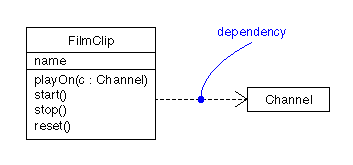 dependency
FilmClip
name
playOn(c : Channel)
start()
stop()
reset()
Channel